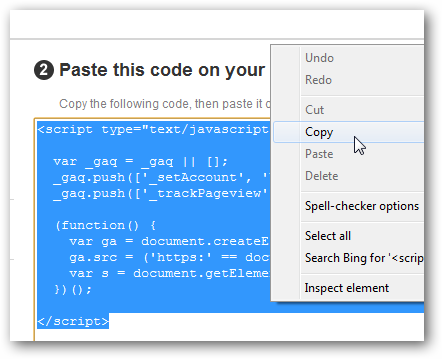 2 Paste this code on your
Copy the following code, then paste it
<script type="text/javascript
var _gaq = _gaq || [];
_gaq.push(['_setAccount',
_gaq.push(['_trackPageview'
(function() {
var ga = document.createE
ga.src = ('https:' == doc
var s = document.getEleme
})();
</script>
Undo
Redo
Cut
Copy
Paste
Delete
Spell-checker options
Select all
Search Bing for '<scrip
Inspect element